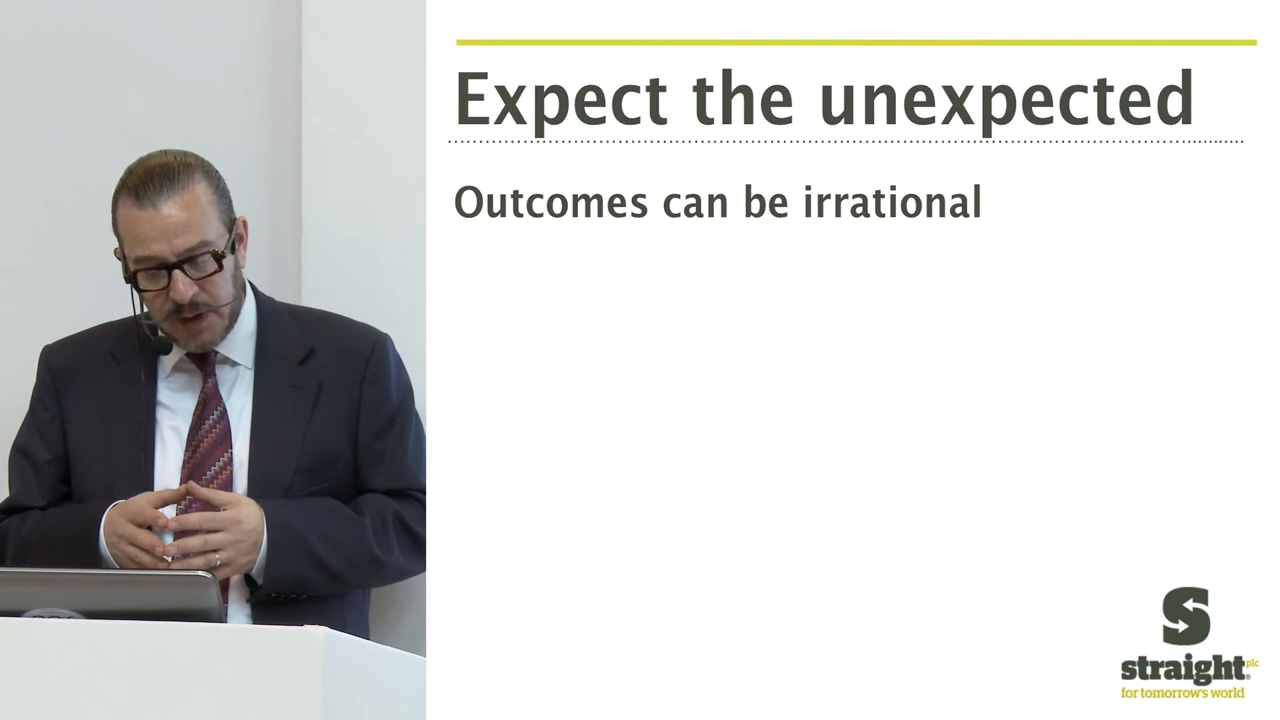 Expect the unexpected
Outcomes can be irrational
straight plc
for tomorrow's world